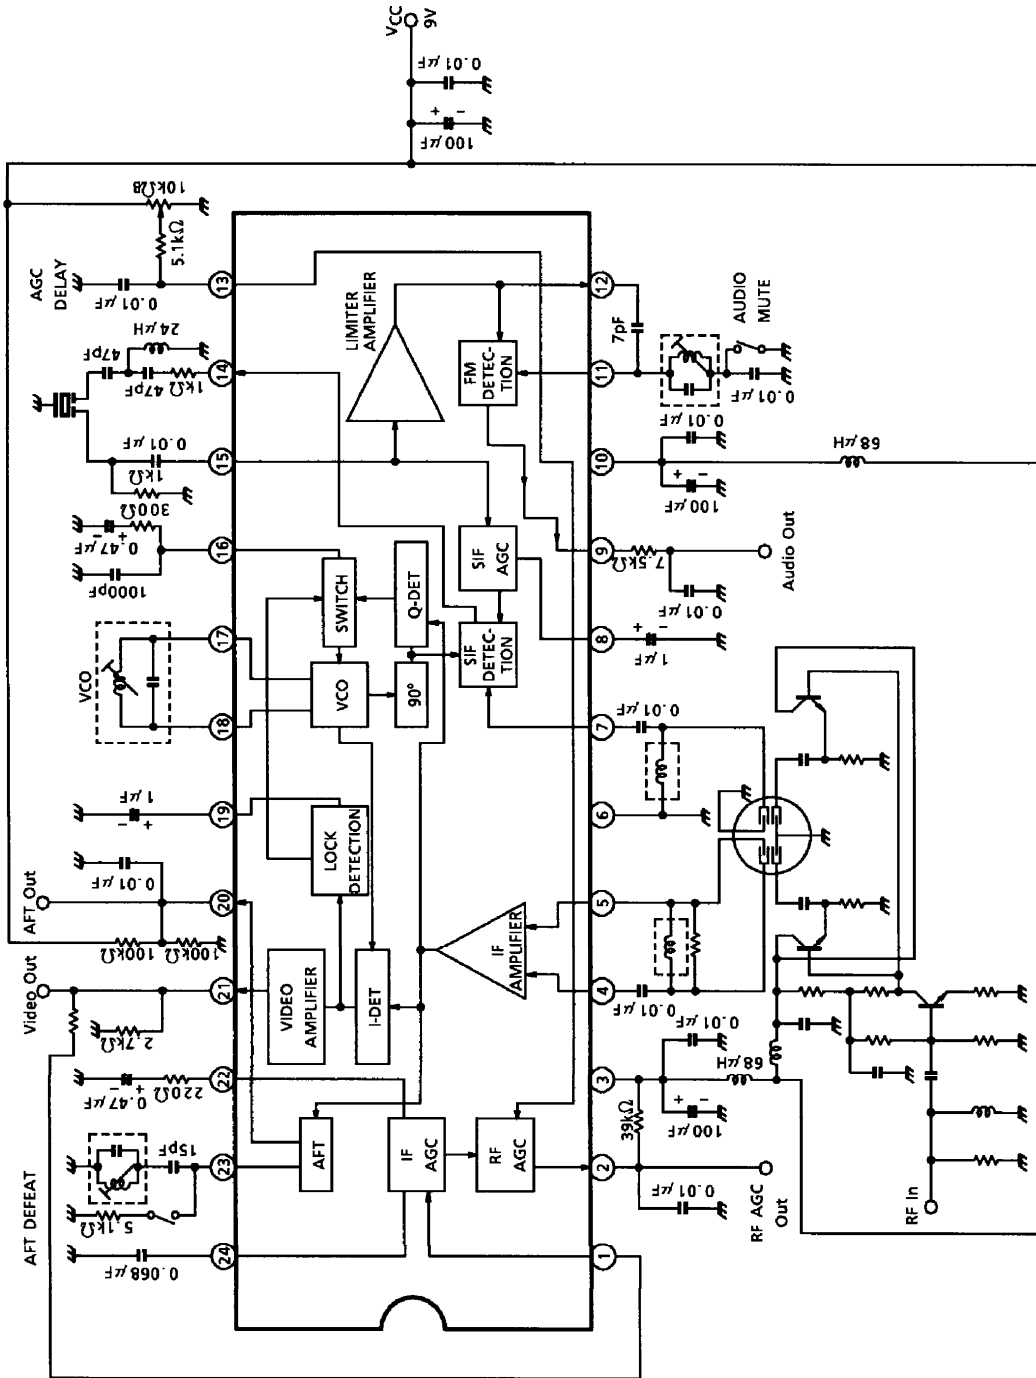 VCC
9V
0.01μF
100μF
10kΩB
5.1kΩ
AGC
DELAY
0.01μF
13
24μH
47pF
47pF
1kΩ
14
0.01μF
1kΩ
300Ω
15
0.47μF
1000pF
16
VCO
17
18
1μF
19
0.01μF
AFT Out
100kΩ
100kΩ
20
Video Out
2.7kΩ
21
0.47μF
220Ω
22
AFT DEFEAT
15pF
5.1kΩ
23
0.068μF
24
LIMITER
AMPLIFIER
FM
DETEC-
TION
SIF
AGC
SIF
DETEC-
TION
SWITCH
Q-DET
VCO
90°
LOCK
DETECTION
VIDEO
AMPLIFIER
I-DET
IF
AMPLIFIER
AFT
IF
AGC
RF
AGC
12
7pF
11
AUDIO
MUTE
0.01μF
0.01μF
10
100μF
68μH
9
7.5kΩ
0.01μF
Audio Out
8
1μF
7
0.01μF
6
5
4
0.01μF
0.01μF
3
68μH
100μF
39kΩ
2
0.01μF
RF AGC
Out
1
RF In